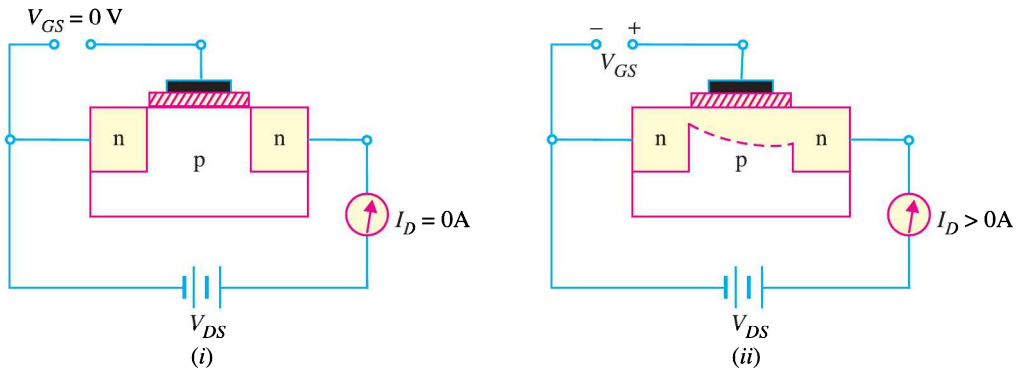 V_GS = 0 V
n
n
p
I_D = 0A
V_DS
(i)
− +
V_GS
n
n
p
I_D > 0A
V_DS
(ii)